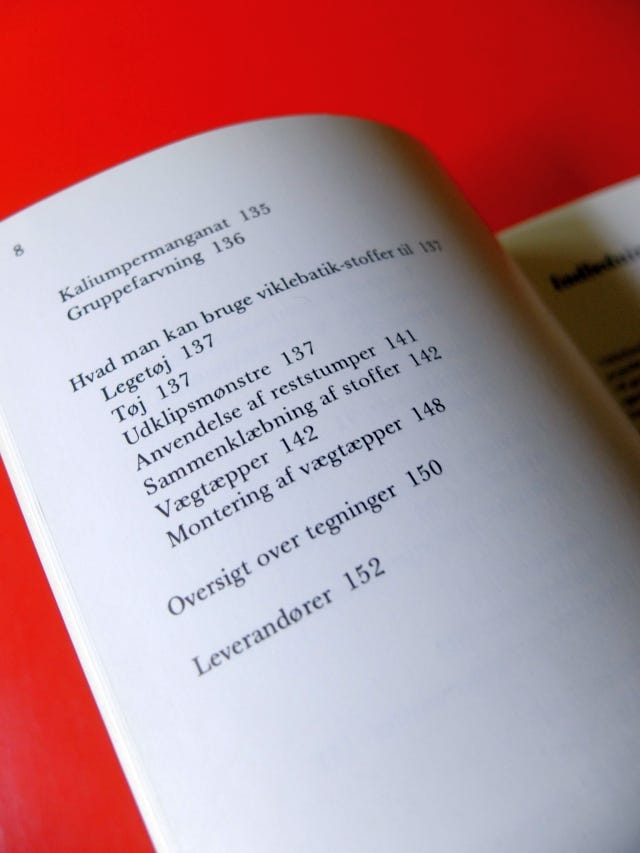 8
Kaliumpermanganat 135
Gruppefarvning 136
Hvad man kan bruge viklebatik-stoffer til 137
Legetøj 137
Tøj 137
Udklipsmønstre 137
Anvendelse af reststumper 141
Sammenklæbning af stoffer 142
Vægtæpper 142
Montering af vægtæpper 148
Oversigt over tegninger 150
Leverandører 152